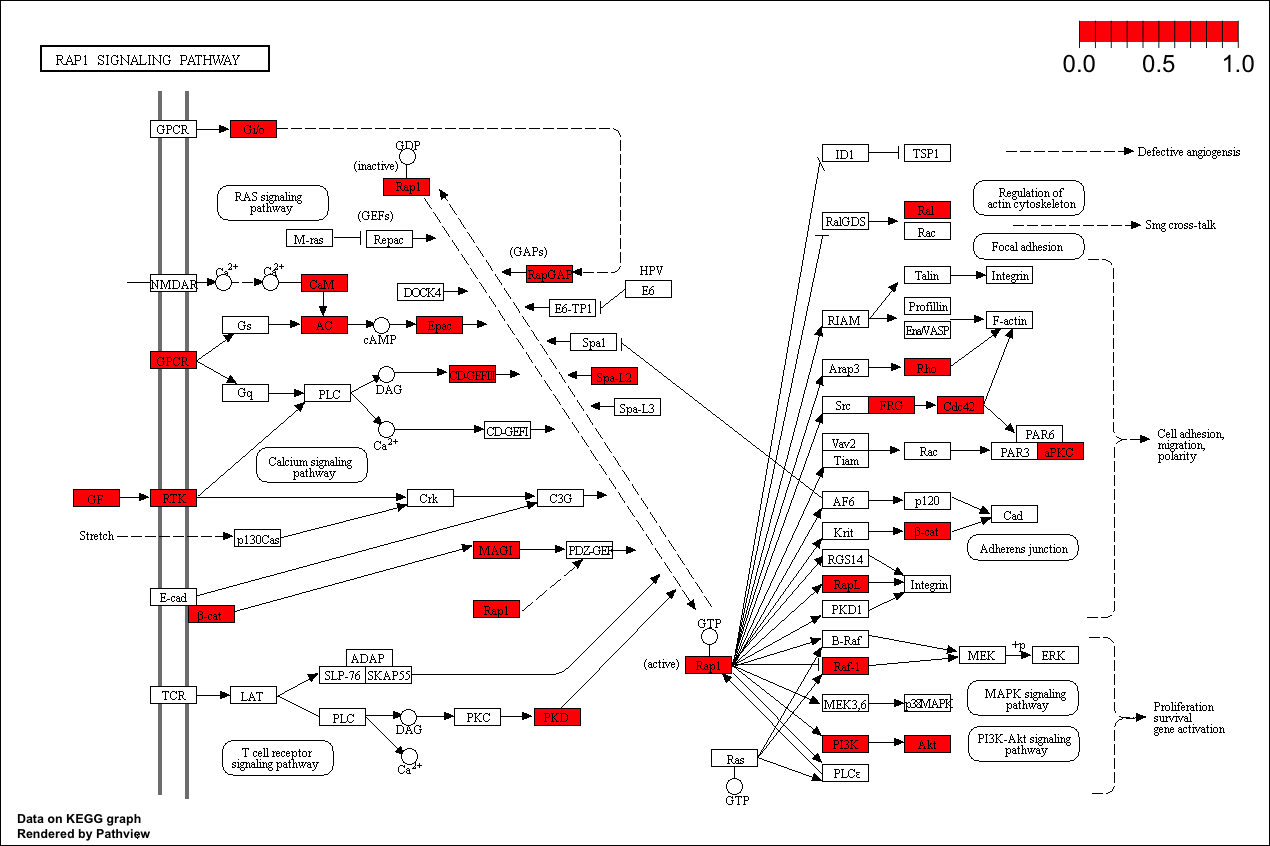 0.0 0.5 1.0
RAP1 SIGNALING PATHWAY
GPCR
Gi/o
GDP
(inactive)
Rap1
ID1
TSP1
Defective angiogensis
RAS signaling
pathway
(GEFs)
M-ras
Repac
Regulation of
actin cytoskeleton
RalGDS
Ral
Rac
Smg cross-talk
Focal adhesion
(GAPs)
RapGAP
HPV
E6
E6-TP1
NMDAR
Ca2+
Ca2+
CaM
DOCK4
Talin
Integrin
Profillin
Ena/VASP
RIAM
F-actin
Gs
AC
cAMP
Epac
Spa1
GPCR
Gq
PLC
DAG
CD-GEFII
Spa-L2
Arap3
Rho
Spa-L3
Src
FRG
Cdc42
Ca2+
CD-GEFI
PAR6
PAR3
aPKC
Vav2
Tiam
Rac
Cell adhesion,
migration,
polarity
Calcium signaling
pathway
GF
RTK
Crk
C3G
AF6
p120
Cad
Stretch
p130Cas
Krit
β-cat
Adherens junction
MAGI
PDZ-GEF
RGS14
RapL
Integrin
E-cad
β-cat
Rap1
PKD1
GTP
(active)
Rap1
B-Raf
Raf-1
MEK
+p
ERK
ADAP
SLP-76
SKAP55
TCR
LAT
MEK3,6
p38MAPK
MAPK signaling
pathway
PLC
DAG
PKC
PKD
Ca2+
Proliferation
survival
gene activation
PI3K
Akt
PI3K-Akt signaling
pathway
T cell receptor
signaling pathway
Ras
GTP
PLCε
Data on KEGG graph
Rendered by Pathview